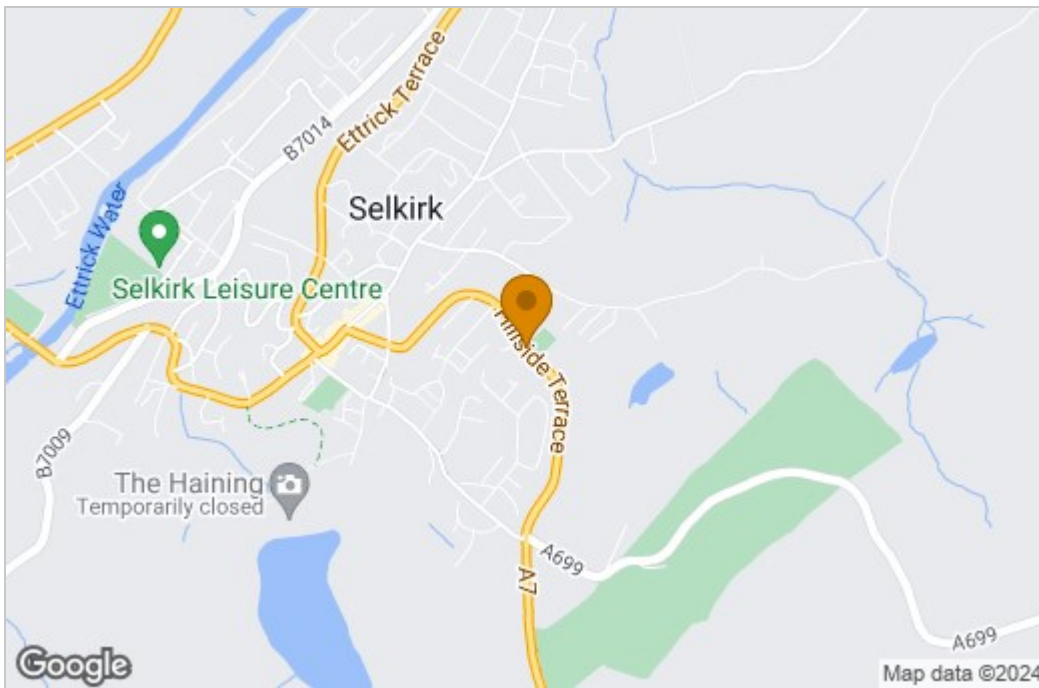 Ettrick Terrace
B7014
Selkirk
Ettrick Water
Selkirk Leisure Centre
Hillside Terrace
B7009
The Haining
Temporarily closed
A699
A7
A699
Google
Map data ©2024